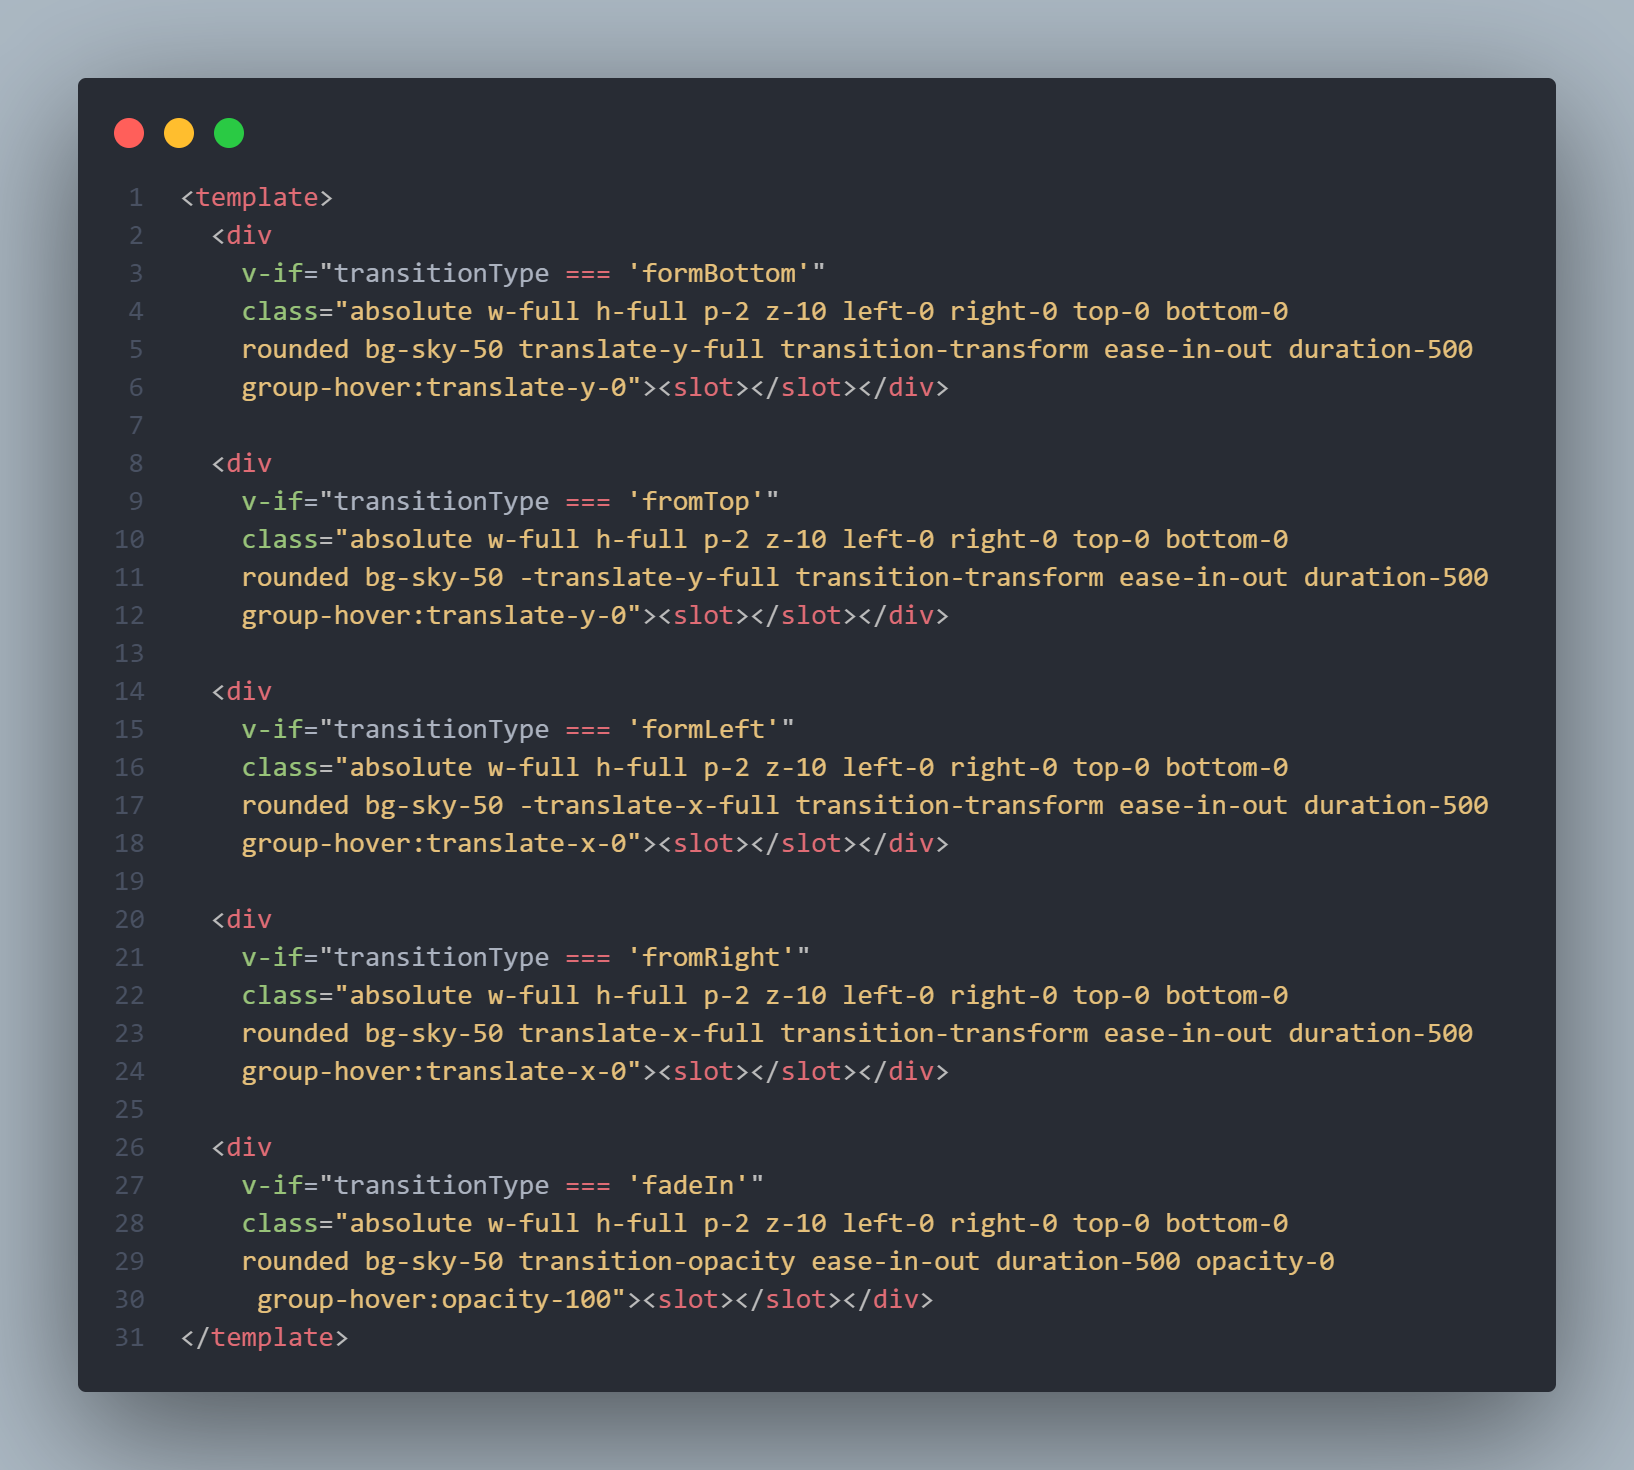 1 <template>
2 <div
3 v-if="transitionType === 'formBottom'"
4 class="absolute w-full h-full p-2 z-10 left-0 right-0 top-0 bottom-0
5 rounded bg-sky-50 translate-y-full transition-transform ease-in-out duration-500
6 group-hover:translate-y-0"><slot></slot></div>
7
8 <div
9 v-if="transitionType === 'fromTop'"
10 class="absolute w-full h-full p-2 z-10 left-0 right-0 top-0 bottom-0
11 rounded bg-sky-50 -translate-y-full transition-transform ease-in-out duration-500
12 group-hover:translate-y-0"><slot></slot></div>
13
14 <div
15 v-if="transitionType === 'formLeft'"
16 class="absolute w-full h-full p-2 z-10 left-0 right-0 top-0 bottom-0
17 rounded bg-sky-50 -translate-x-full transition-transform ease-in-out duration-500
18 group-hover:translate-x-0"><slot></slot></div>
19
20 <div
21 v-if="transitionType === 'fromRight'"
22 class="absolute w-full h-full p-2 z-10 left-0 right-0 top-0 bottom-0
23 rounded bg-sky-50 translate-x-full transition-transform ease-in-out duration-500
24 group-hover:translate-x-0"><slot></slot></div>
25
26 <div
27 v-if="transitionType === 'fadeIn'"
28 class="absolute w-full h-full p-2 z-10 left-0 right-0 top-0 bottom-0
29 rounded bg-sky-50 transition-opacity ease-in-out duration-500 opacity-0
30 group-hover:opacity-100"><slot></slot></div>
31 </template>